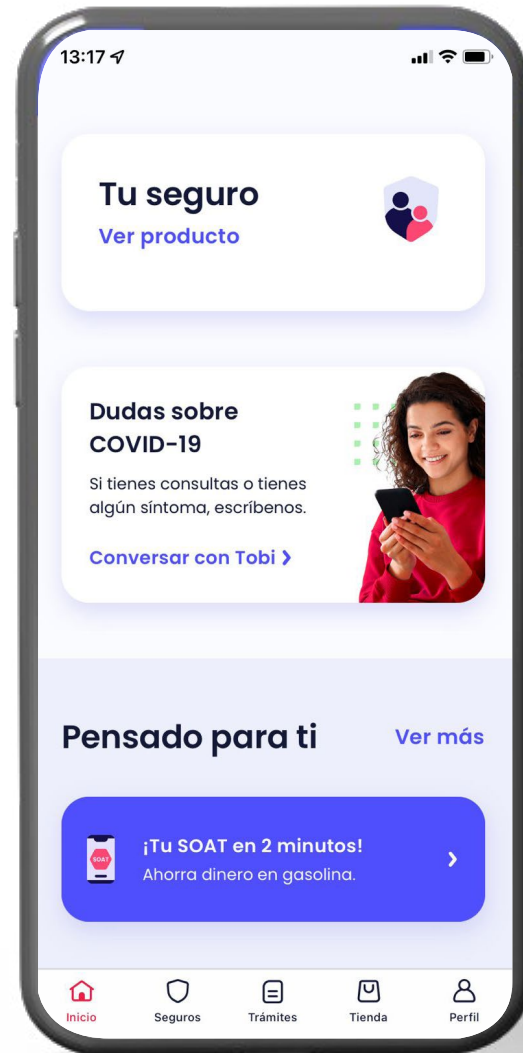 13:17
Tu seguro
Ver producto
Dudas sobre
COVID-19
Si tienes consultas o tienes
algún síntoma, escríbenos.
Conversar con Tobi
Pensado para ti
Ver más
SOAT
¡Tu SOAT en 2 minutos!
Ahorra dinero en gasolina.
Inicio
Seguros
Trámites
Tienda
Perfil